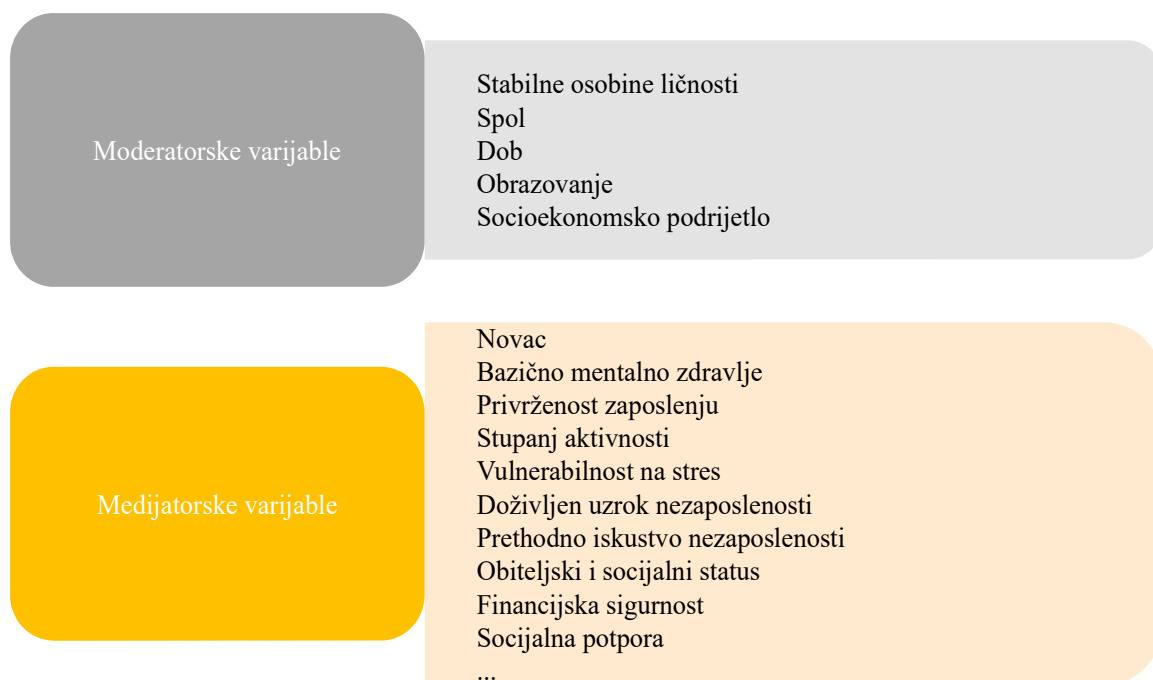 Moderatorske varijable
Stabilne osobine ličnosti
Spol
Dob
Obrazovanje
Socioekonomsko podrijetlo
Medijatorske varijable
Novac
Bazično mentalno zdravlje
Privrženost zaposlenju
Stupanj aktivnosti
Vulnerabilnost na stres
Doživljen uzrok nezaposlenosti
Prethodno iskustvo nezaposlenosti
Obiteljski i socijalni status
Financijska sigurnost
Socijalna potpora
...